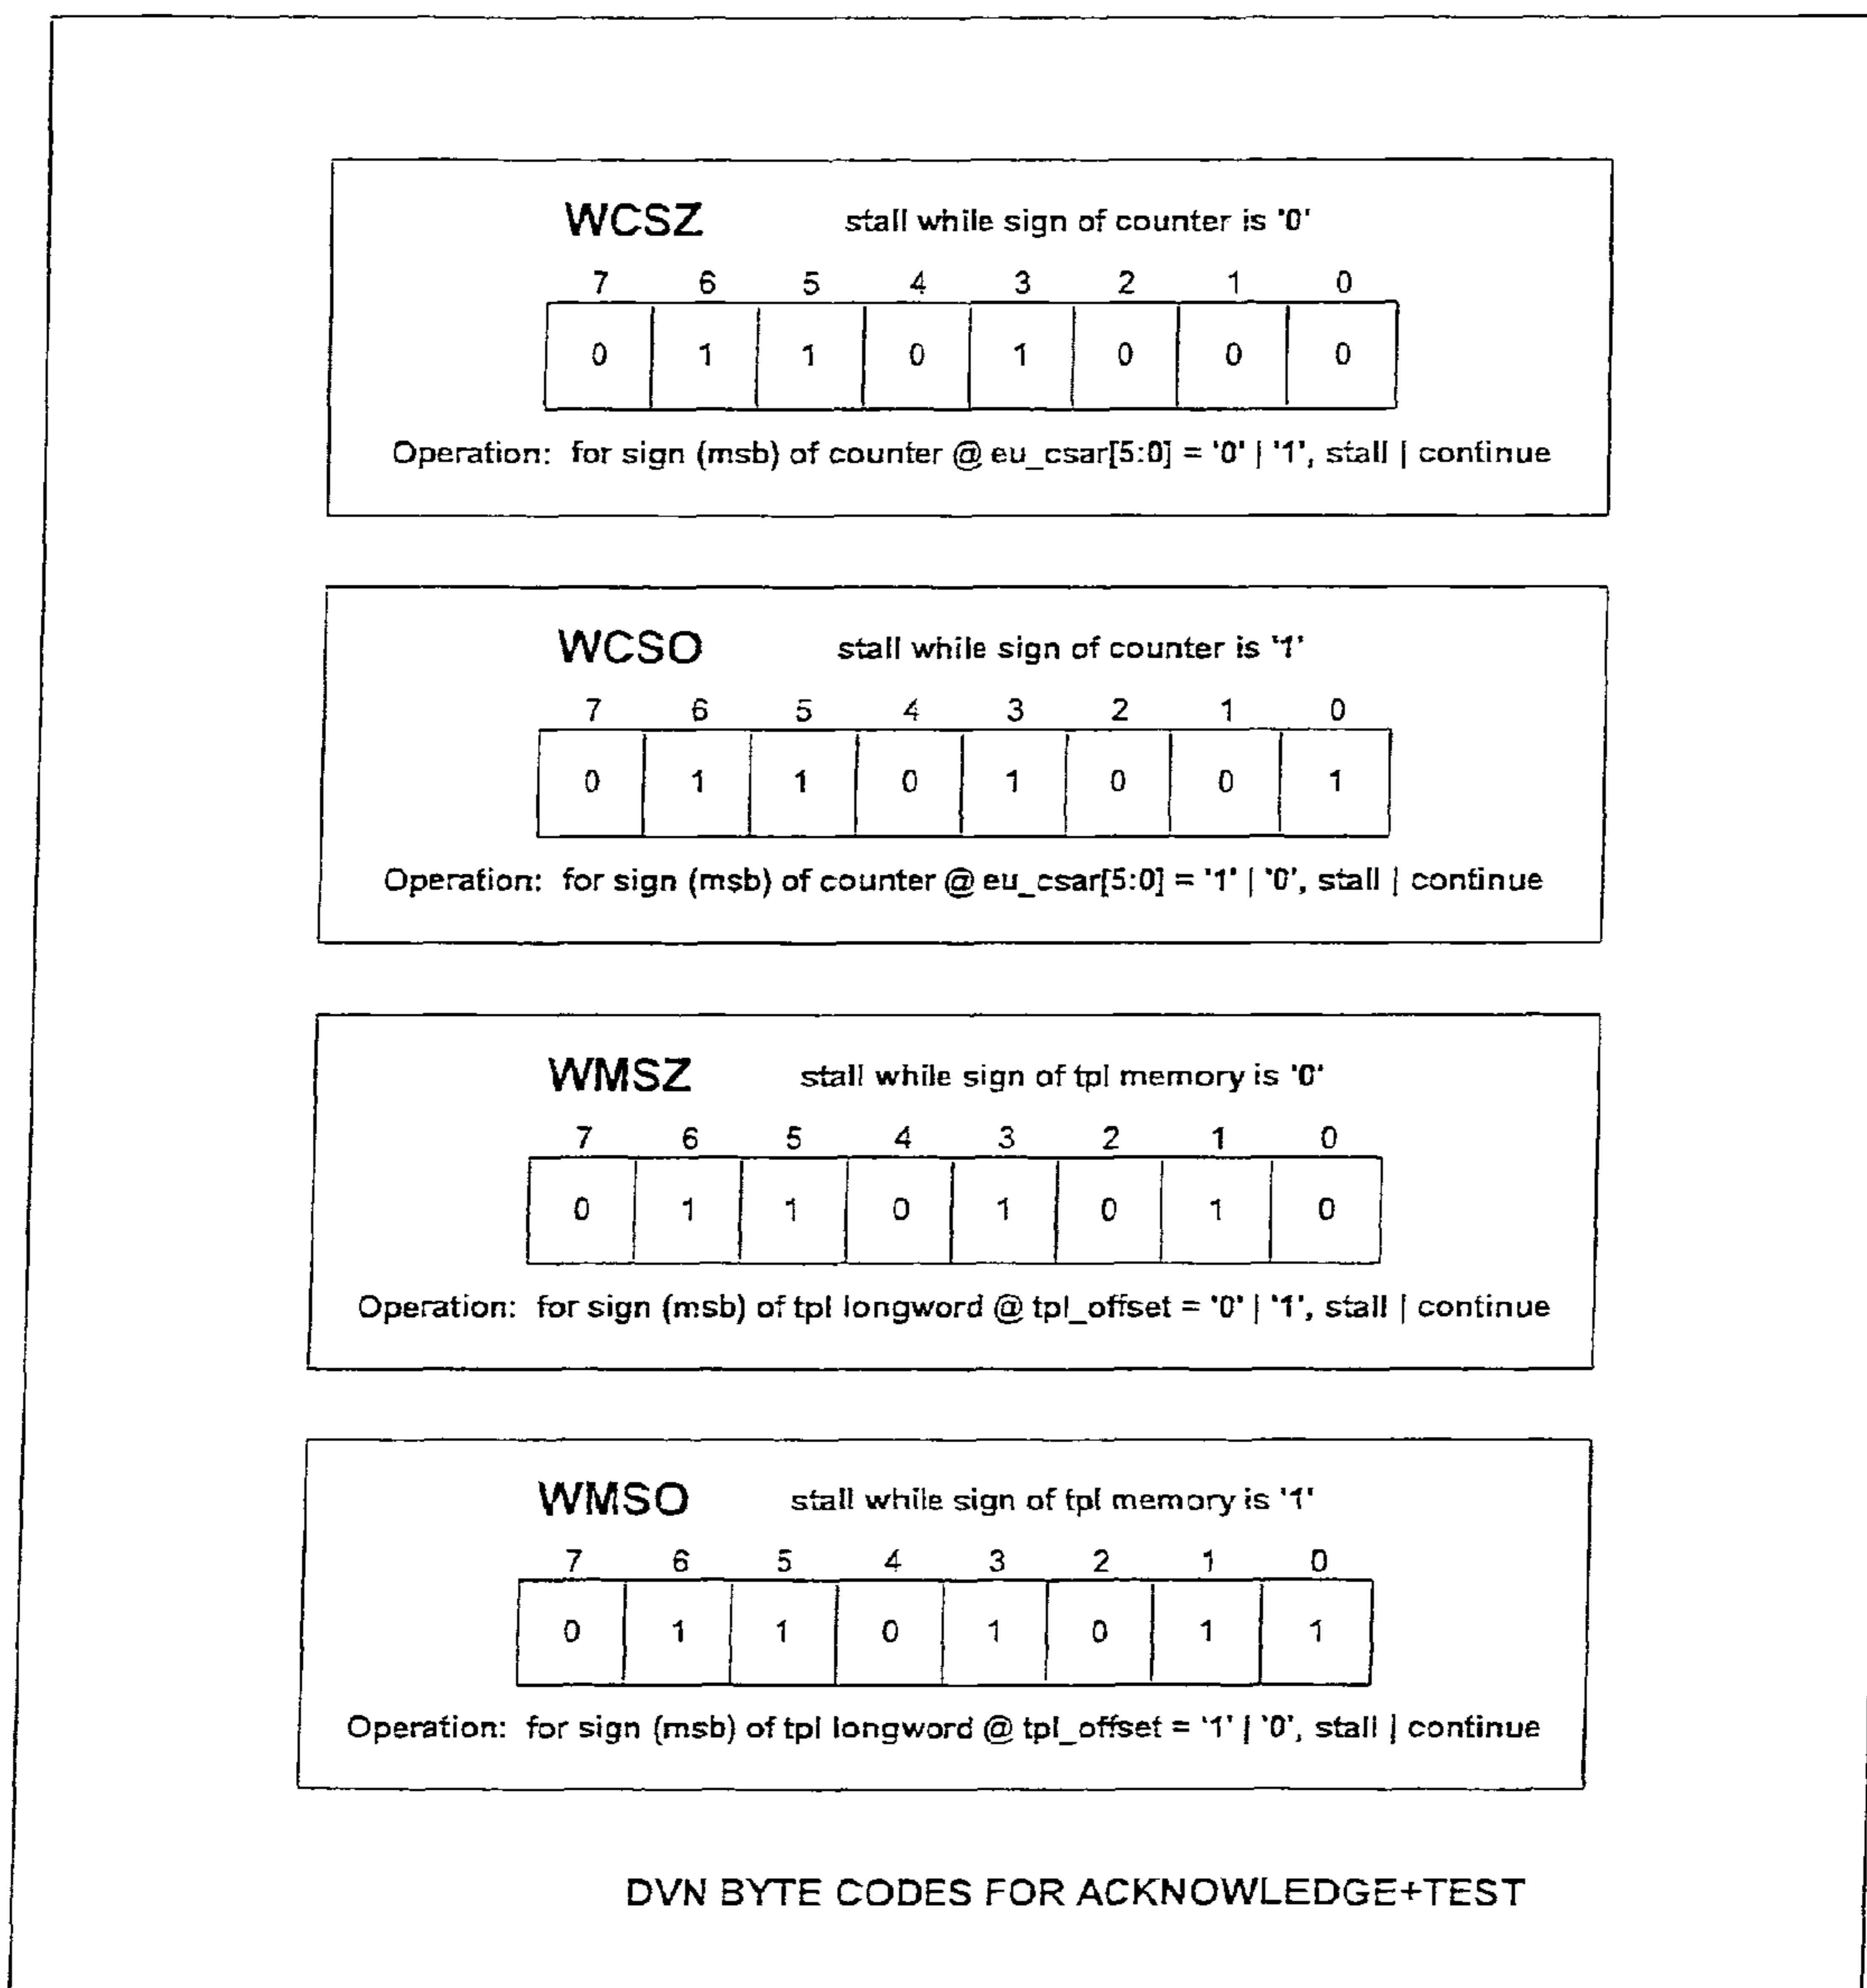 WCSZ stall while sign of counter is '0'
7 6 5 4 3 2 1 0
0 1 1 0 1 0 0 0
Operation: for sign (msb) of counter @ eu_csar[5:0] = '0' | '1', stall | continue
WCSO stall while sign of counter is '1'
7 6 5 4 3 2 1 0
0 1 1 0 1 0 0 1
Operation: for sign (msb) of counter @ eu_csar[5:0] = '1' | '0', stall | continue
WMSZ stall while sign of tpl memory is '0'
7 6 5 4 3 2 1 0
0 1 1 0 1 0 1 0
Operation: for sign (msb) of tpl longword @ tpl_offset = '0' | '1', stall | continue
WMSO stall while sign of tpl memory is '1'
7 6 5 4 3 2 1 0
0 1 1 0 1 0 1 1
Operation: for sign (msb) of tpl longword @ tpl_offset = '1' | '0', stall | continue
DVN BYTE CODES FOR ACKNOWLEDGE+TEST